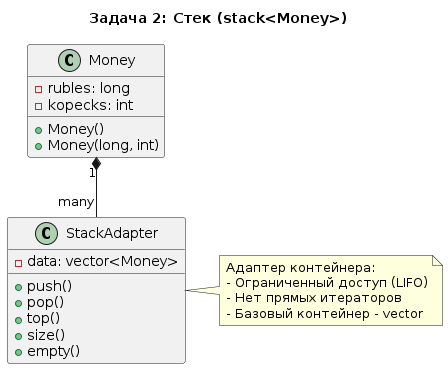 Задача 2: Стек (stack<Money>)
C Money
rubles: long
kopecks: int
Money()
Money(long, int)
1
many
C StackAdapter
data: vector<Money>
push()
pop()
top()
size()
empty()
Адаптер контейнера:
- Ограниченный доступ (LIFO)
- Нет прямых итераторов
- Базовый контейнер - vector